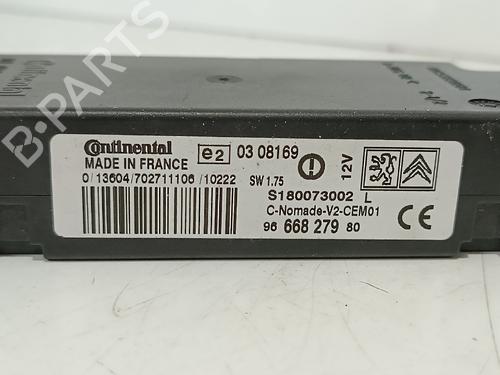 Continental
B-PARTS
Continental
MADE IN FRANCE
e2
03 08169
12V
0/13604/702711106/10222
SW 1.75
S180073002 L
C-Nomade-V2-CEM01
96 668 279 80
CE